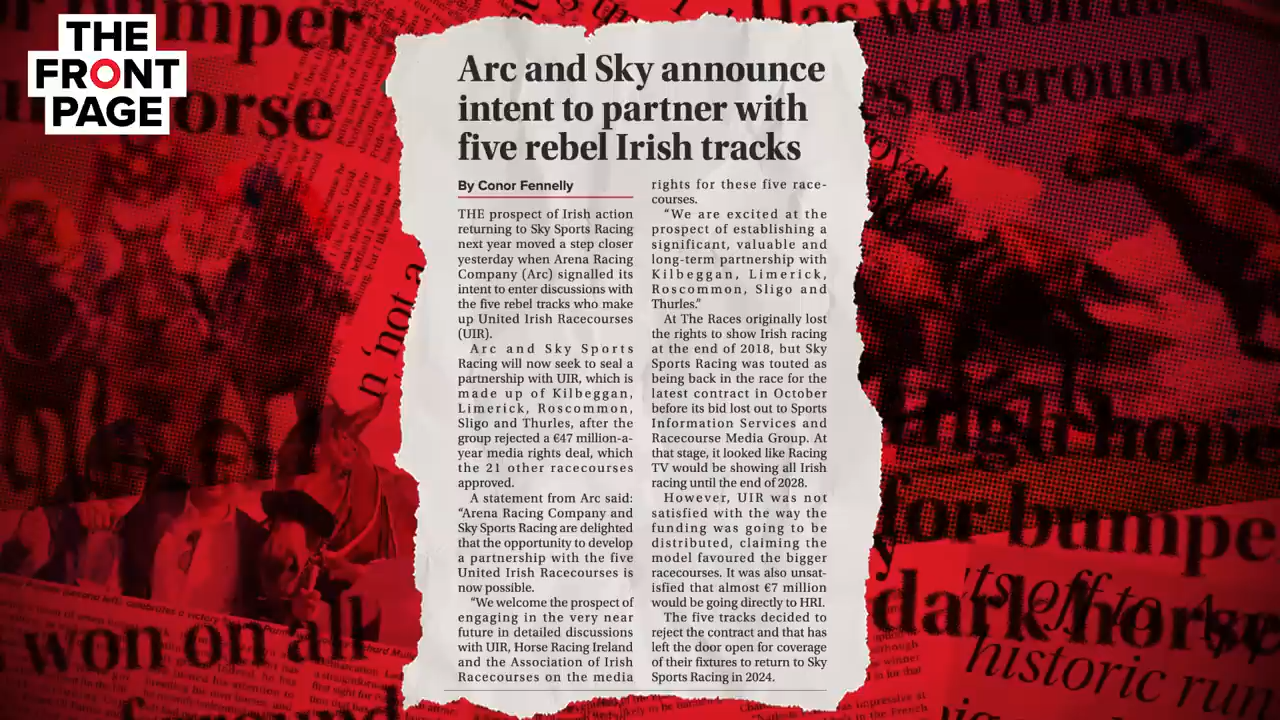 THE
FRONT
PAGE
Arc and Sky announce
intent to partner with
five rebel Irish tracks
By Conor Fennelly
THE prospect of Irish action
returning to Sky Sports Racing
next year moved a step closer
yesterday when Arena Racing
Company (Arc) signalled its
intent to enter discussions with
the five rebel tracks who make
up United Irish Racecourses
(UIR).
Arc and Sky Sports
Racing will now seek to seal a
partnership with UIR, which is
made up of Kilbeggan,
Limerick, Roscommon,
Sligo and Thurles, after the
group rejected a €47 million-a-
year media rights deal, which
the 21 other racecourses
approved.
A statement from Arc said:
“Arena Racing Company and
Sky Sports Racing are delighted
that the opportunity to develop
a partnership with the five
United Irish Racecourses is
now possible.
“We welcome the prospect of
engaging in the very near
future in detailed discussions
with UIR, Horse Racing Ireland
and the Association of Irish
Racecourses on the media
rights for these five race-
courses.
“We are excited at the
prospect of establishing a
significant, valuable and
long-term partnership with
Kilbeggan, Limerick,
Roscommon, Sligo and
Thurles.”
At The Races originally lost
the rights to show Irish racing
at the end of 2018, but Sky
Sports Racing was touted as
being back in the race for the
latest contract in October
before its bid lost out to Sports
Information Services and
Racecourse Media Group. At
that stage, it looked like Racing
TV would be showing all Irish
racing until the end of 2028.
However, UIR was not
satisfied with the way the
funding was going to be
distributed, claiming the
model favoured the bigger
racecourses. It was also unsat-
isfied that almost €7 million
would be going directly to HRI.
The five tracks decided to
reject the contract and that has
left the door open for coverage
of their fixtures to return to Sky
Sports Racing in 2024.
won on all
of ground
high hope
for bumpe
dark horse
historic run